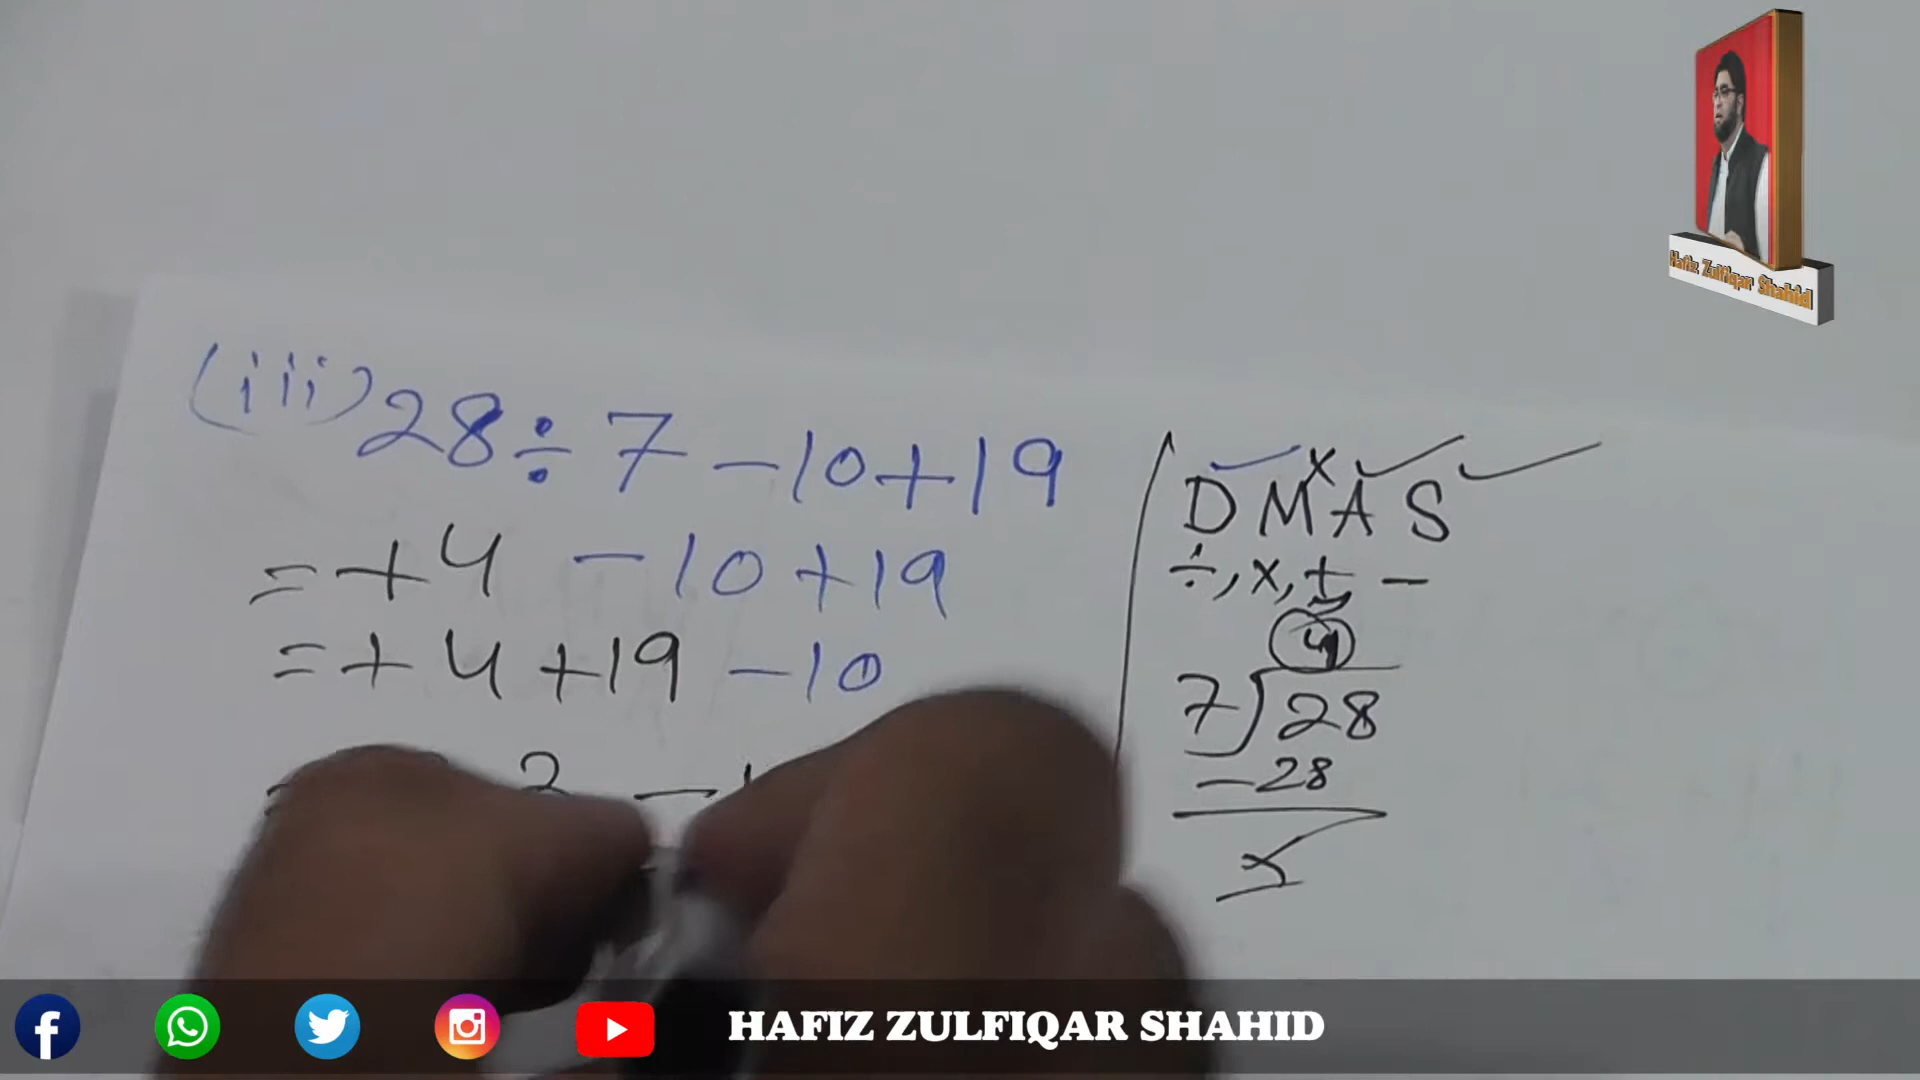 Hafiz Zulfiqar Shahid
(iii) 28 ÷ 7 - 10 + 19
= +4 - 10 + 19
= +4 + 19 - 10
DMAS
÷, x, + -
4
7)28
-28
x
HAFIZ ZULFIQAR SHAHID